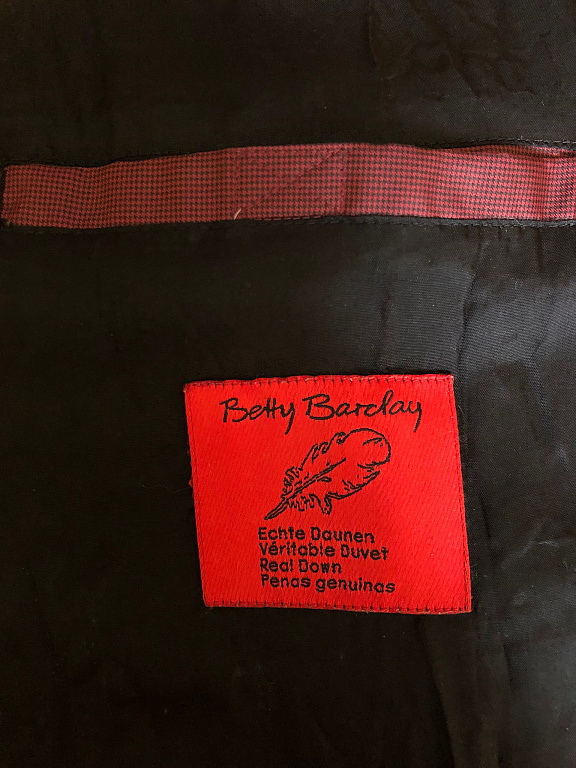 Betty Barclay
Echte Daunen
Véritable Duvet
Real Down
Penas genuinas